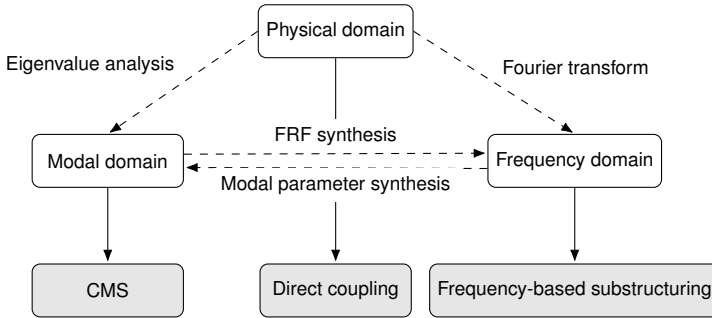 Physical domain
Eigenvalue analysis
Fourier transform
FRF synthesis
Modal domain
Frequency domain
Modal parameter synthesis
CMS
Direct coupling
Frequency-based substructuring